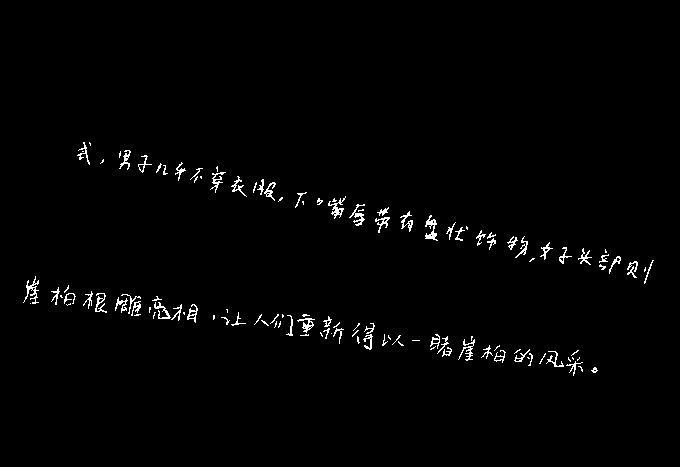 式，男子几乎不穿衣服，下嘴唇带有盘状饰物，女子头部则
崖柏根雕亮相，让人们重新得以一睹崖柏的风采。